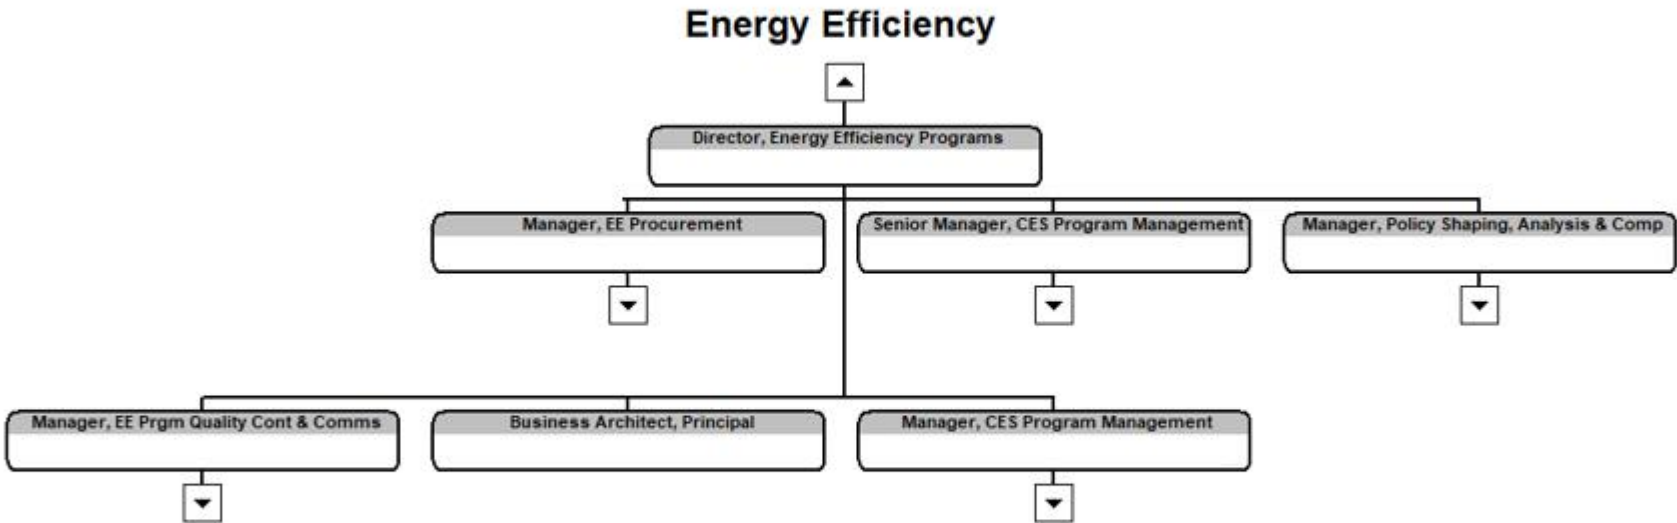 Energy Efficiency
Director, Energy Efficiency Programs
Manager, EE Procurement
Senior Manager, CES Program Management
Manager, Policy Shaping, Analysis & Comp
Manager, EE Prgm Quality Cont & Comms
Business Architect, Principal
Manager, CES Program Management